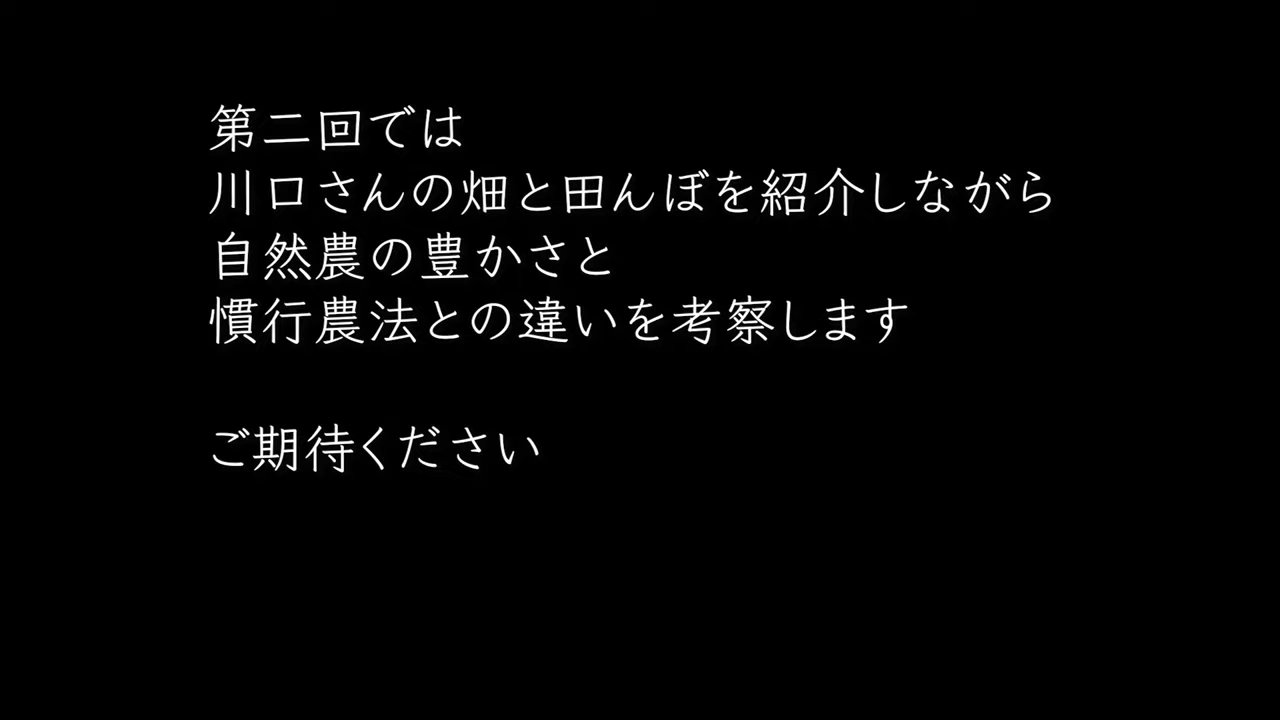 第二回では
川口さんの畑と田んぼを紹介しながら
自然農の豊かさと
慣行農法との違いを考察します
ご期待ください